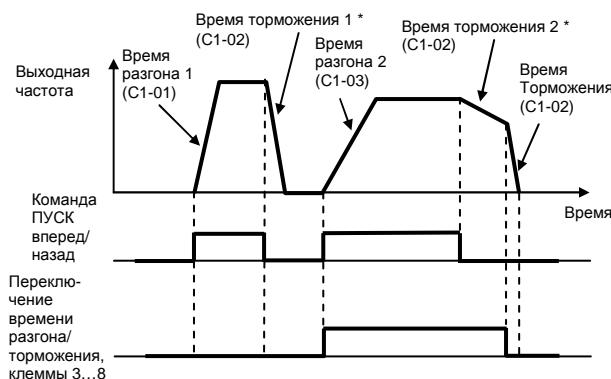 Время торможения 1 *
(C1-02)
Время торможения 2 *
(C1-02)
Время
разгона 1
(C1-01)
Время
разгона 2
(C1-03)
Время
Торможения
(C1-02)
Выходная
частота
Время
Команда
ПУСК
вперед/
назад
Переклю-
чение
времени
разгона/
торможения,
клеммы 3...8